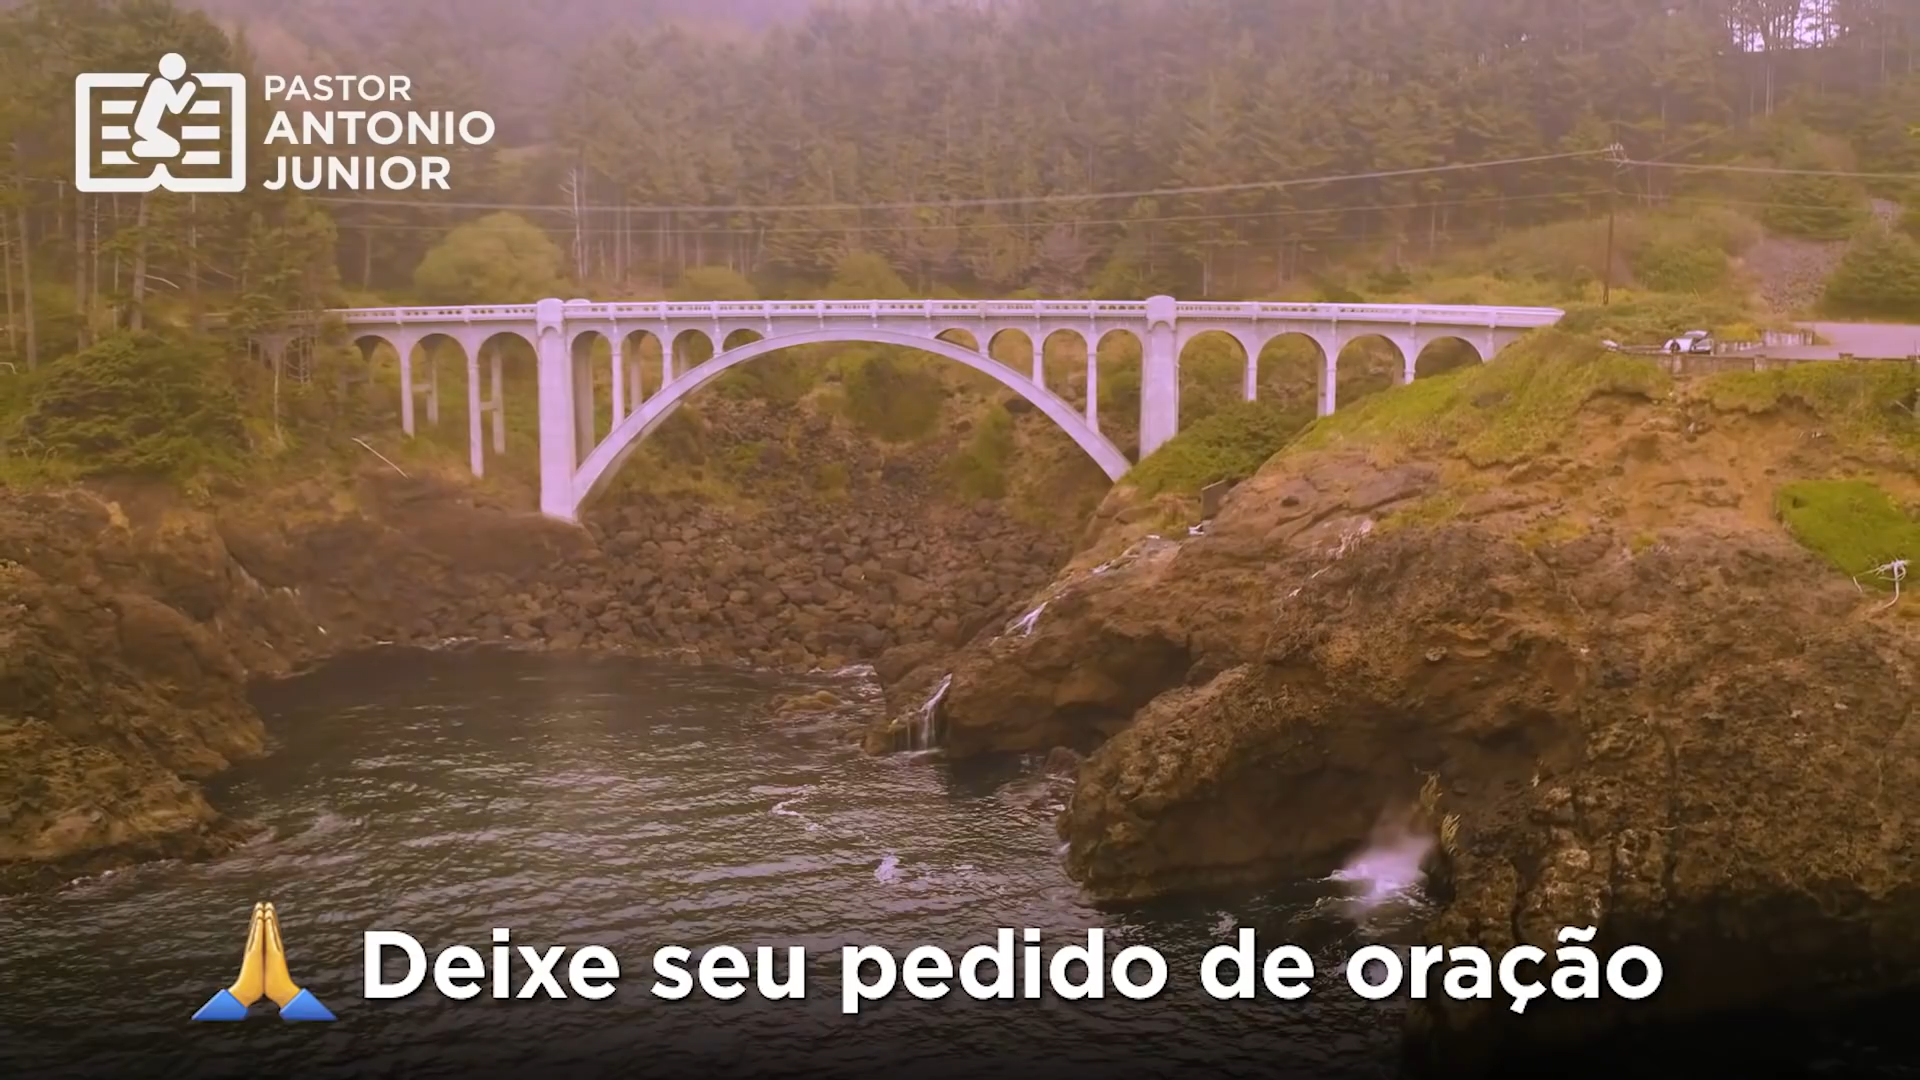 PASTOR
ANTONIO
JUNIOR
🙏 Deixe seu pedido de oração